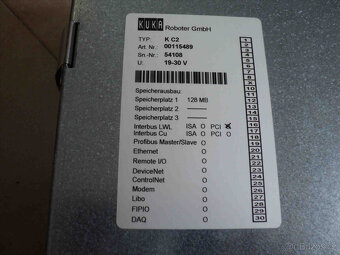 KUKA Roboter GmbH
TYP: K C2
Art. Nr.: 00115489
Sn.-Nr.: 54108
U: 19-30 V
Speicherausbau:
Speicherplatz 1 128 MB
Speicherplatz 2 ------
Speicherplatz 3 ------
Interbus LWL ISA O PCI
Interbus Cu ISA O PCI O
Profibus Master/Slave O
Ethernet O
Remote I/O O
DeviceNet O
ControlNet O
Modem O
Libo O
FIPIO O
DAQ O
1
2
3
4
5
6
7
8
9
10
11
12
13
14
15
16
17
18
19
20
21
22
23
24
25
26
27
28
29
30